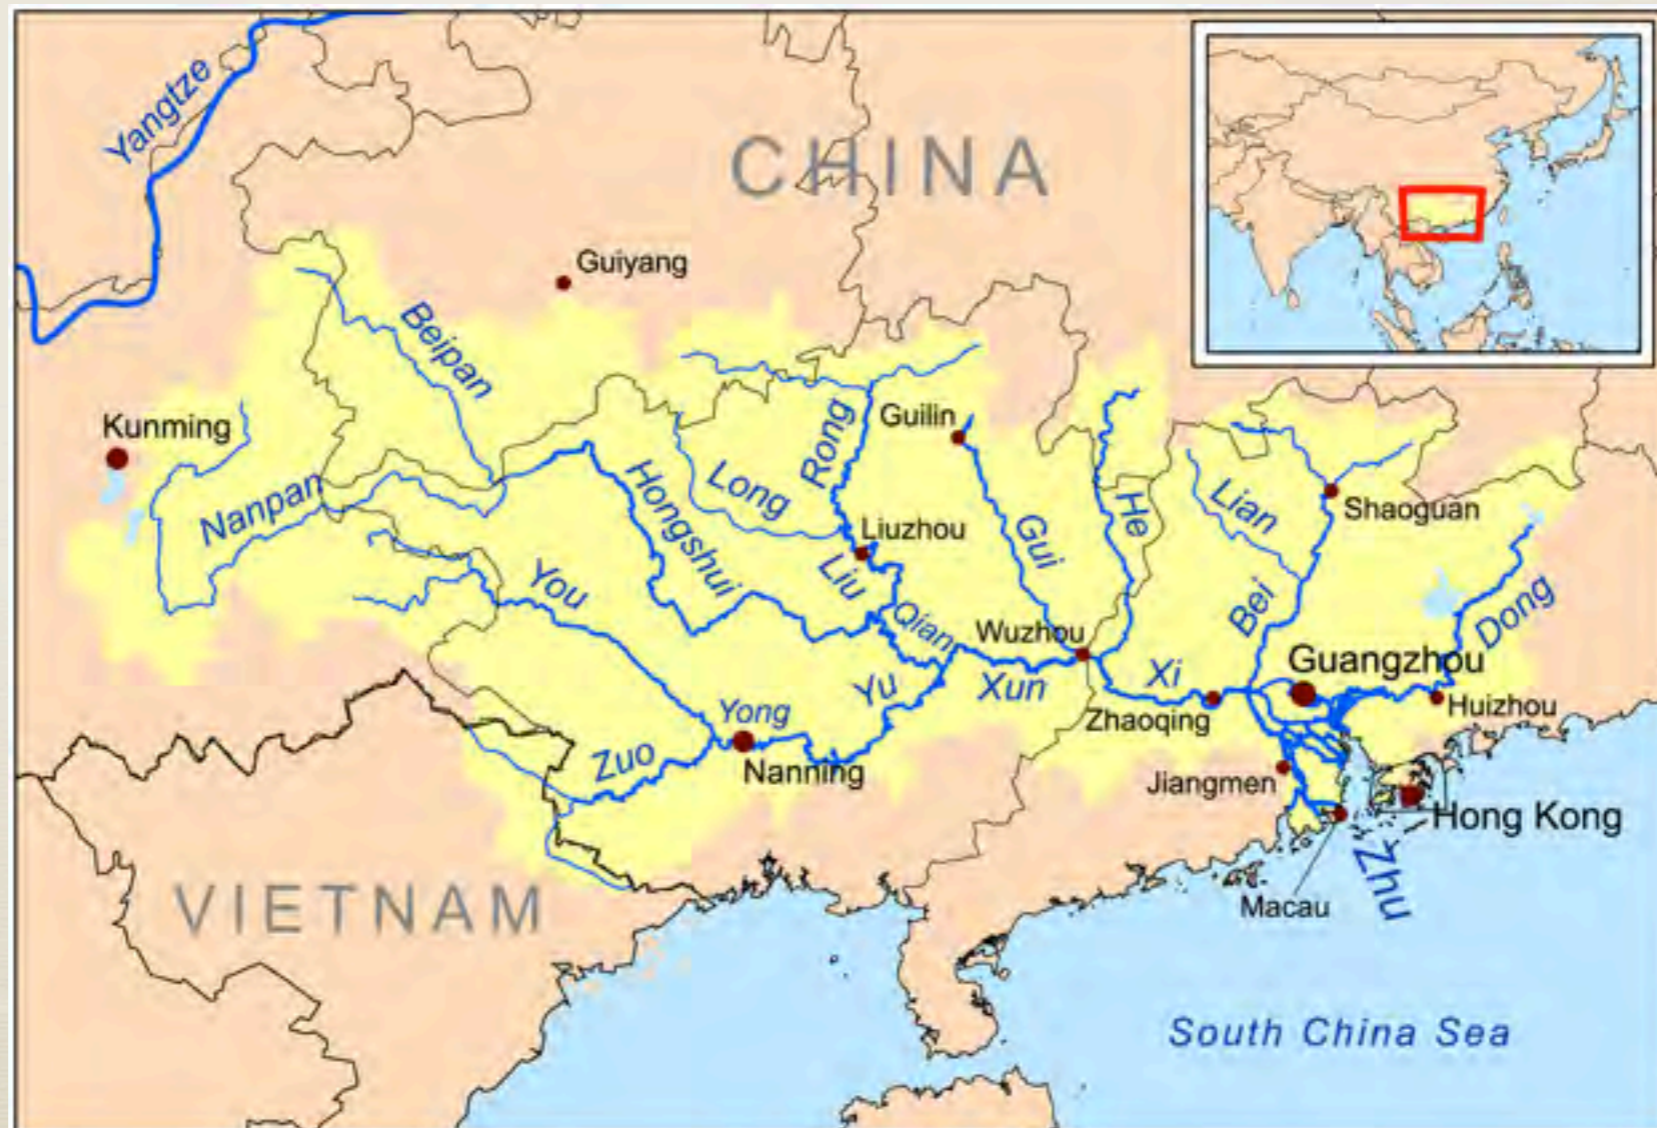 Yangtze
CHINA
Guiyang
Beipan
Kunming
Nanpan
Rong
Guilin
Long
Hongshui
Gui
He
Lian
Shaoguan
Liuzhou
Liu
You
Qian
Wuzhou
Bei
Dong
Guangzhou
Xi
Yu
Xun
Zhaoqing
Huizhou
Yong
Zuo
Nanning
Jiangmen
Hong Kong
Zhu
Macau
VIETNAM
South China Sea